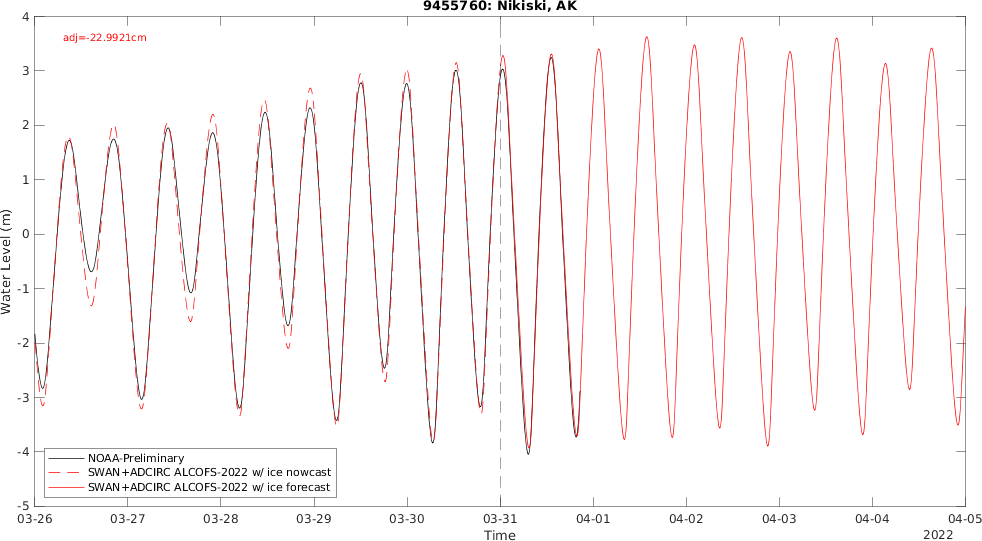 9455760: Nikiski, AK
adj=-22.9921cm
4
3
2
1
0
-1
-2
-3
-4
-5
Water Level (m)
NOAA-Preliminary
SWAN+ADCIRC ALCOFS-2022 w/ ice nowcast
SWAN+ADCIRC ALCOFS-2022 w/ ice forecast
03-26 03-27 03-28 03-29 03-30 03-31 04-01 04-02 04-03 04-04 04-05
Time
2022